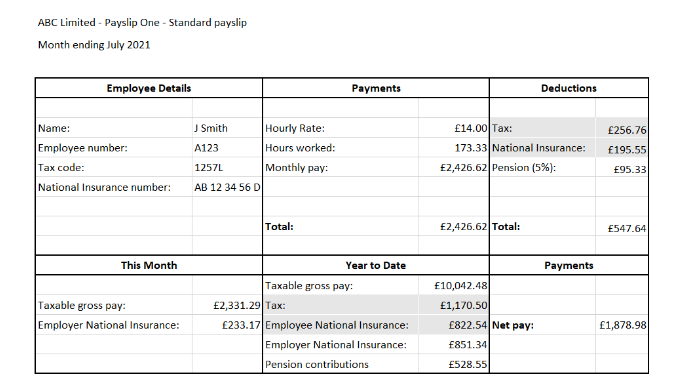 ABC Limited - Payslip One - Standard payslip
Month ending July 2021
Employee Details Payments Deductions
Name: J Smith Hourly Rate: £14.00 Tax: £256.76
Employee number: A123 Hours worked: 173.33 National Insurance: £195.55
Tax code: 1257L Monthly pay: £2,426.62 Pension (5%): £95.33
National Insurance number: AB 12 34 56 D
Total: £2,426.62 Total: £547.64
This Month Year to Date Payments
Taxable gross pay: £10,042.48
Taxable gross pay: £2,331.29 Tax: £1,170.50
Employer National Insurance: £233.17 Employee National Insurance: £822.54 Net pay: £1,878.98
Employer National Insurance: £851.34
Pension contributions £528.55